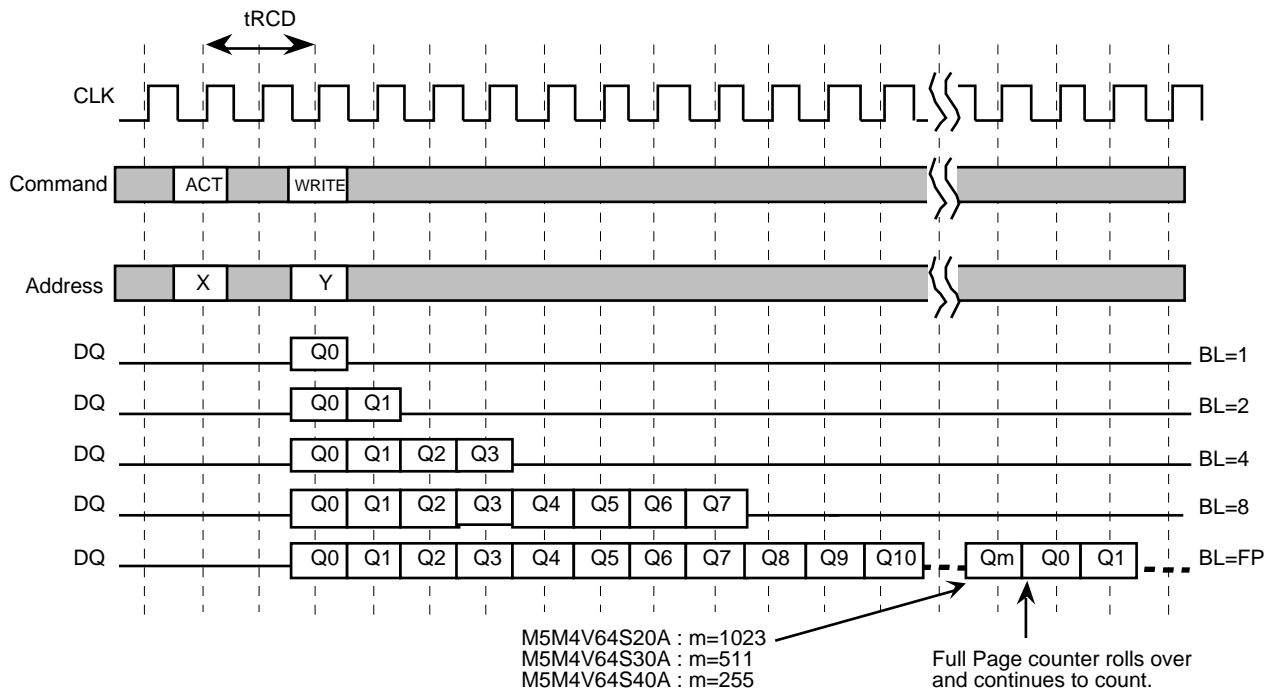 tRCD
CLK
Command ACT WRITE
Address X Y
DQ Q0 BL=1
DQ Q0 Q1 BL=2
DQ Q0 Q1 Q2 Q3 BL=4
DQ Q0 Q1 Q2 Q3 Q4 Q5 Q6 Q7 BL=8
DQ Q0 Q1 Q2 Q3 Q4 Q5 Q6 Q7 Q8 Q9 Q10 Qm Q0 Q1 BL=FP
M5M4V64S20A : m=1023
M5M4V64S30A : m=511
M5M4V64S40A : m=255
Full Page counter rolls over
and continues to count.